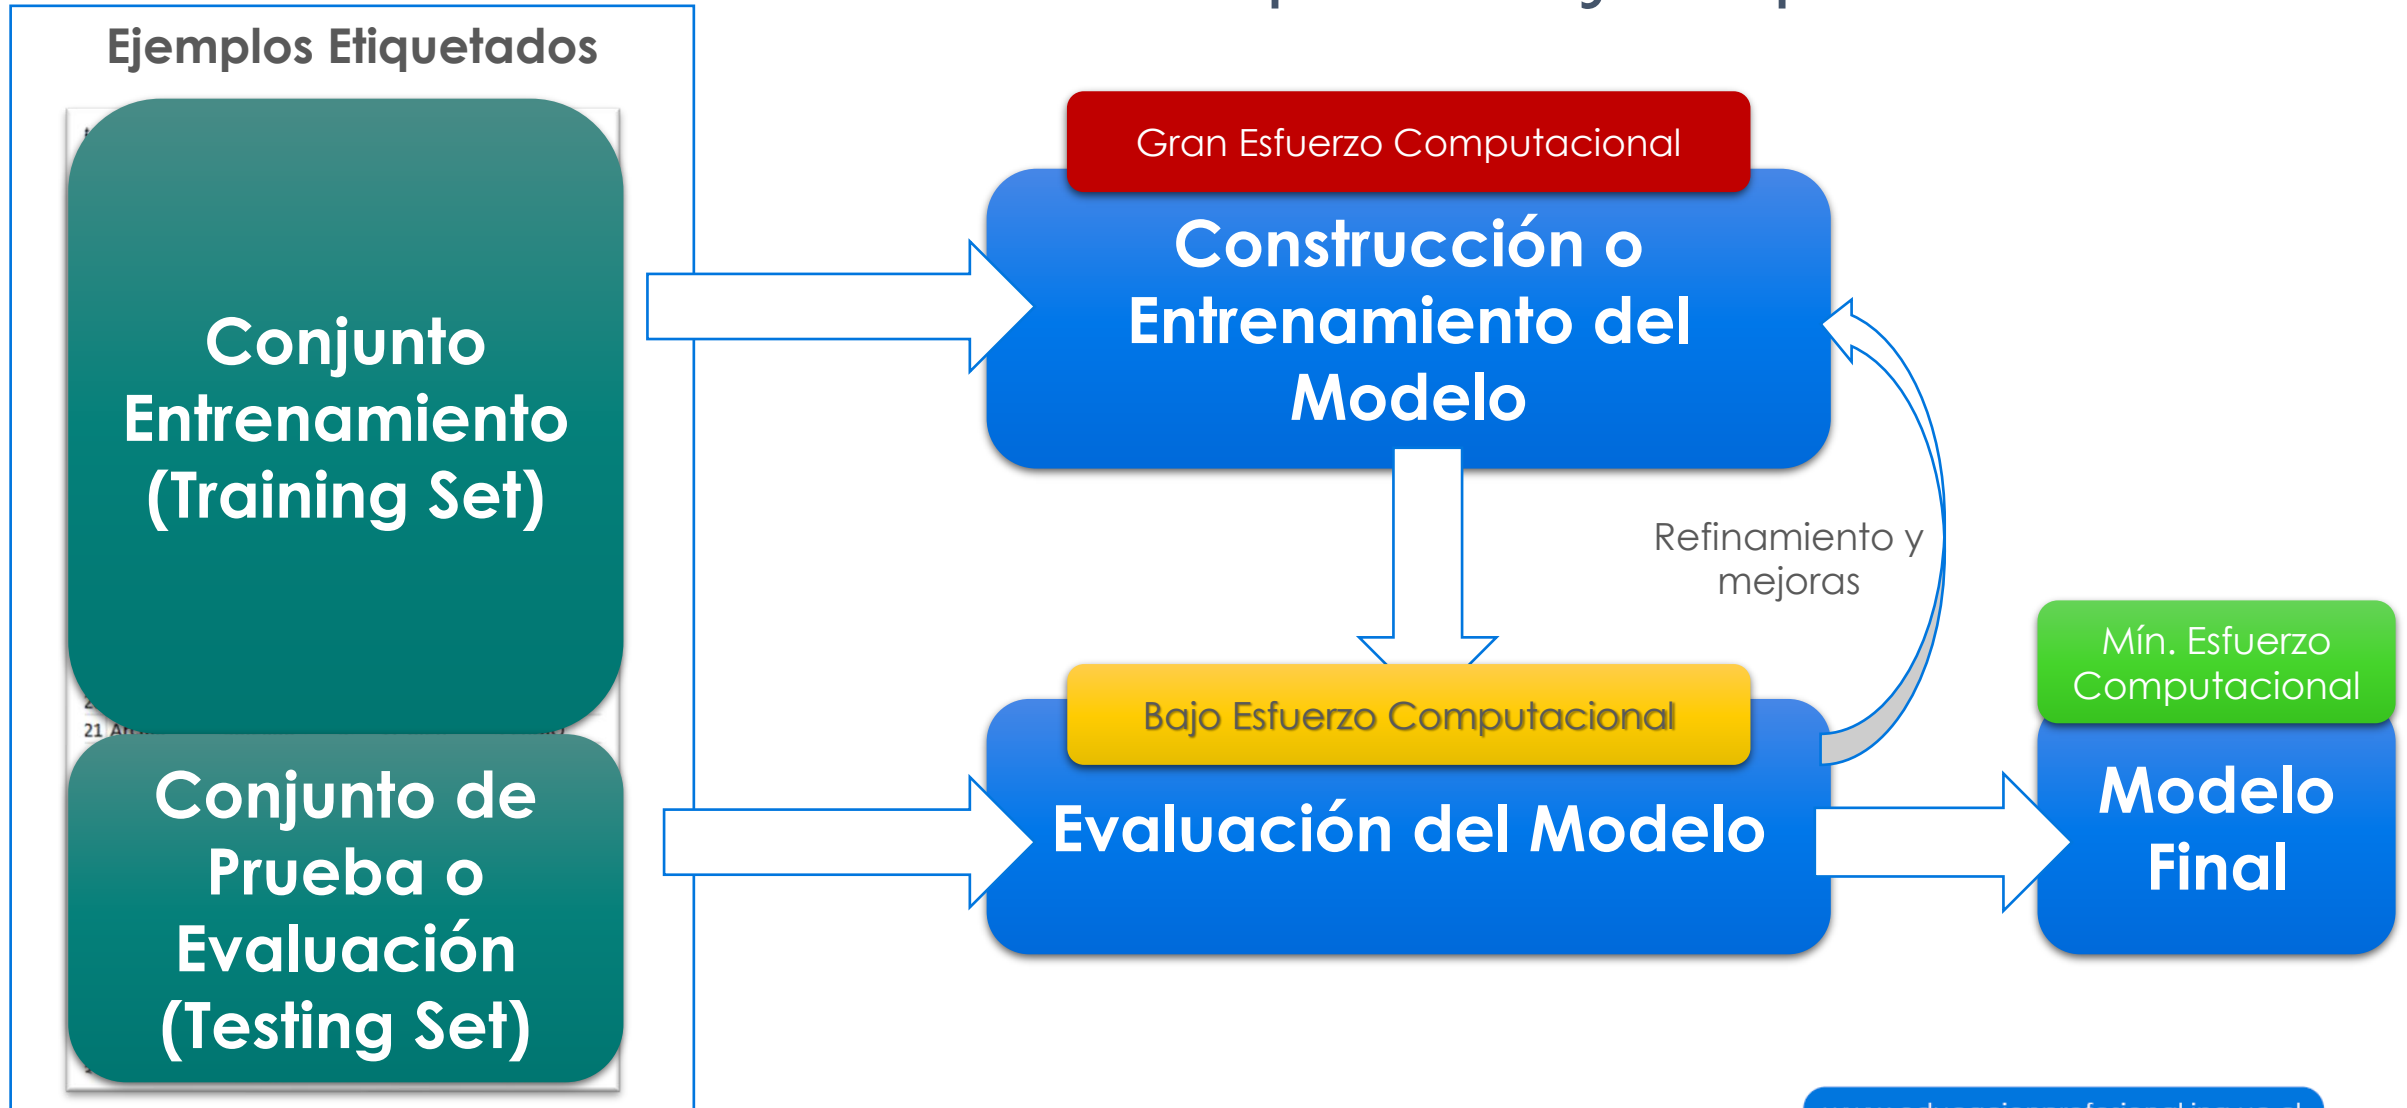 Ejemplos Etiquetados
Conjunto
Entrenamiento
(Training Set)
21
Conjunto de
Prueba o
Evaluación
(Testing Set)
Gran Esfuerzo Computacional
Construcción o
Entrenamiento del
Modelo
Refinamiento y
mejoras
Bajo Esfuerzo Computacional
Evaluación del Modelo
Mín. Esfuerzo
Computacional
Modelo
Final